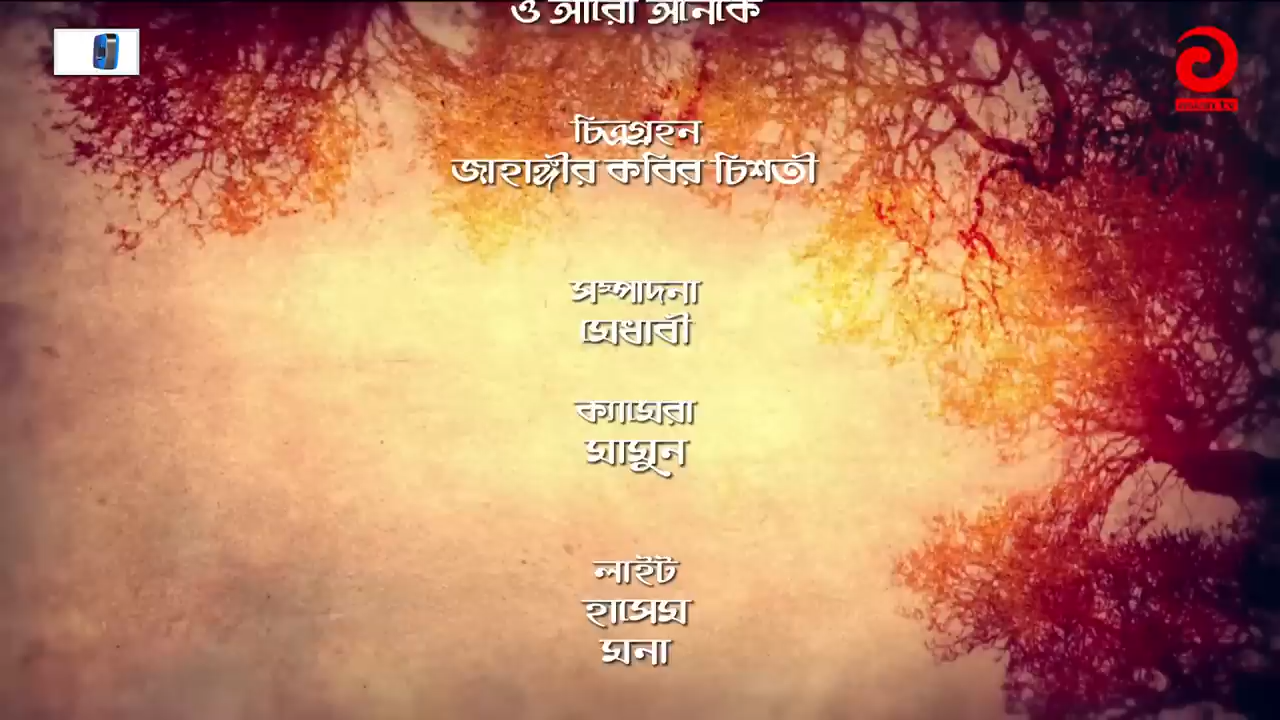 ও আরো অনেকে
চিত্রগ্রহন
জাহাঙ্গীর কবির চিশতী
সম্পাদনা
মেধাবী
ক্যামেরা
মামুন
লাইট
হাসেম
মনা